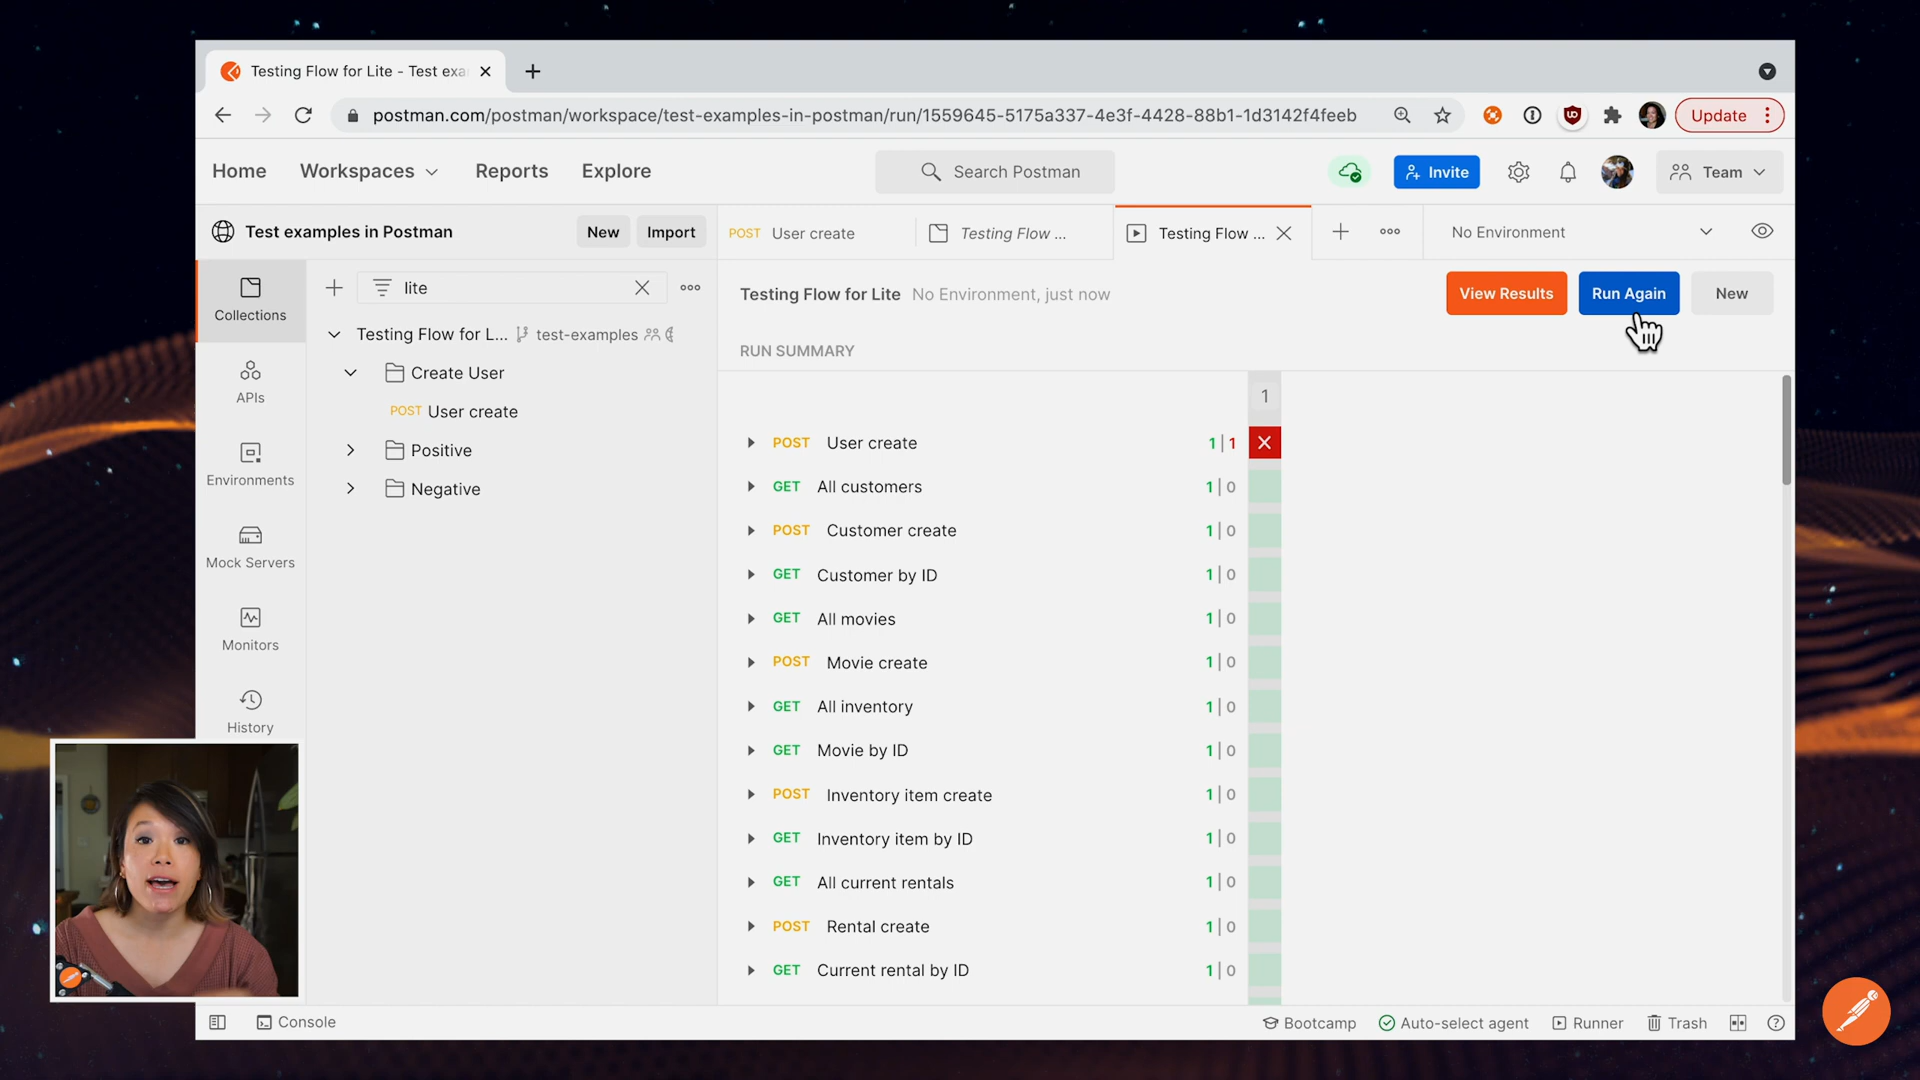 Testing Flow for Lite - Test exa
postman.com/postman/workspace/test-examples-in-postman/run/1559645-5175a337-4e3f-4428-88b1-1d3142f4feeb
Update
Home Workspaces Reports Explore
Search Postman
Invite
Team
Test examples in Postman
New
Import
POST User create
Testing Flow ...
Testing Flow ...
No Environment
Collections
lite
Testing Flow for Lite No Environment, just now
View Results
Run Again
New
Testing Flow for L... test-examples
RUN SUMMARY
Create User
APIs
POST User create
1
Positive
POST User create 1|1
Environments
Negative
GET All customers 1|0
POST Customer create 1|0
Mock Servers
GET Customer by ID 1|0
GET All movies 1|0
Monitors
POST Movie create 1|0
GET All inventory 1|0
History
GET Movie by ID 1|0
POST Inventory item create 1|0
GET Inventory item by ID 1|0
GET All current rentals 1|0
POST Rental create 1|0
GET Current rental by ID 1|0
Console
Bootcamp
Auto-select agent
Runner
Trash